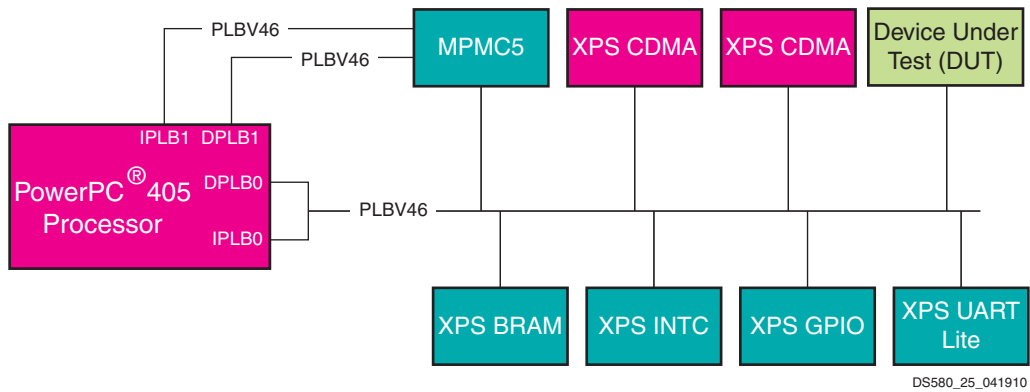 PLBV46
PLBV46
MPMC5
XPS CDMA
XPS CDMA
Device Under
Test (DUT)
IPLB1 DPLB1
PowerPC® 405
Processor
DPLB0
IPLB0
PLBV46
XPS BRAM
XPS INTC
XPS GPIO
XPS UART
Lite
DS580_25_041910